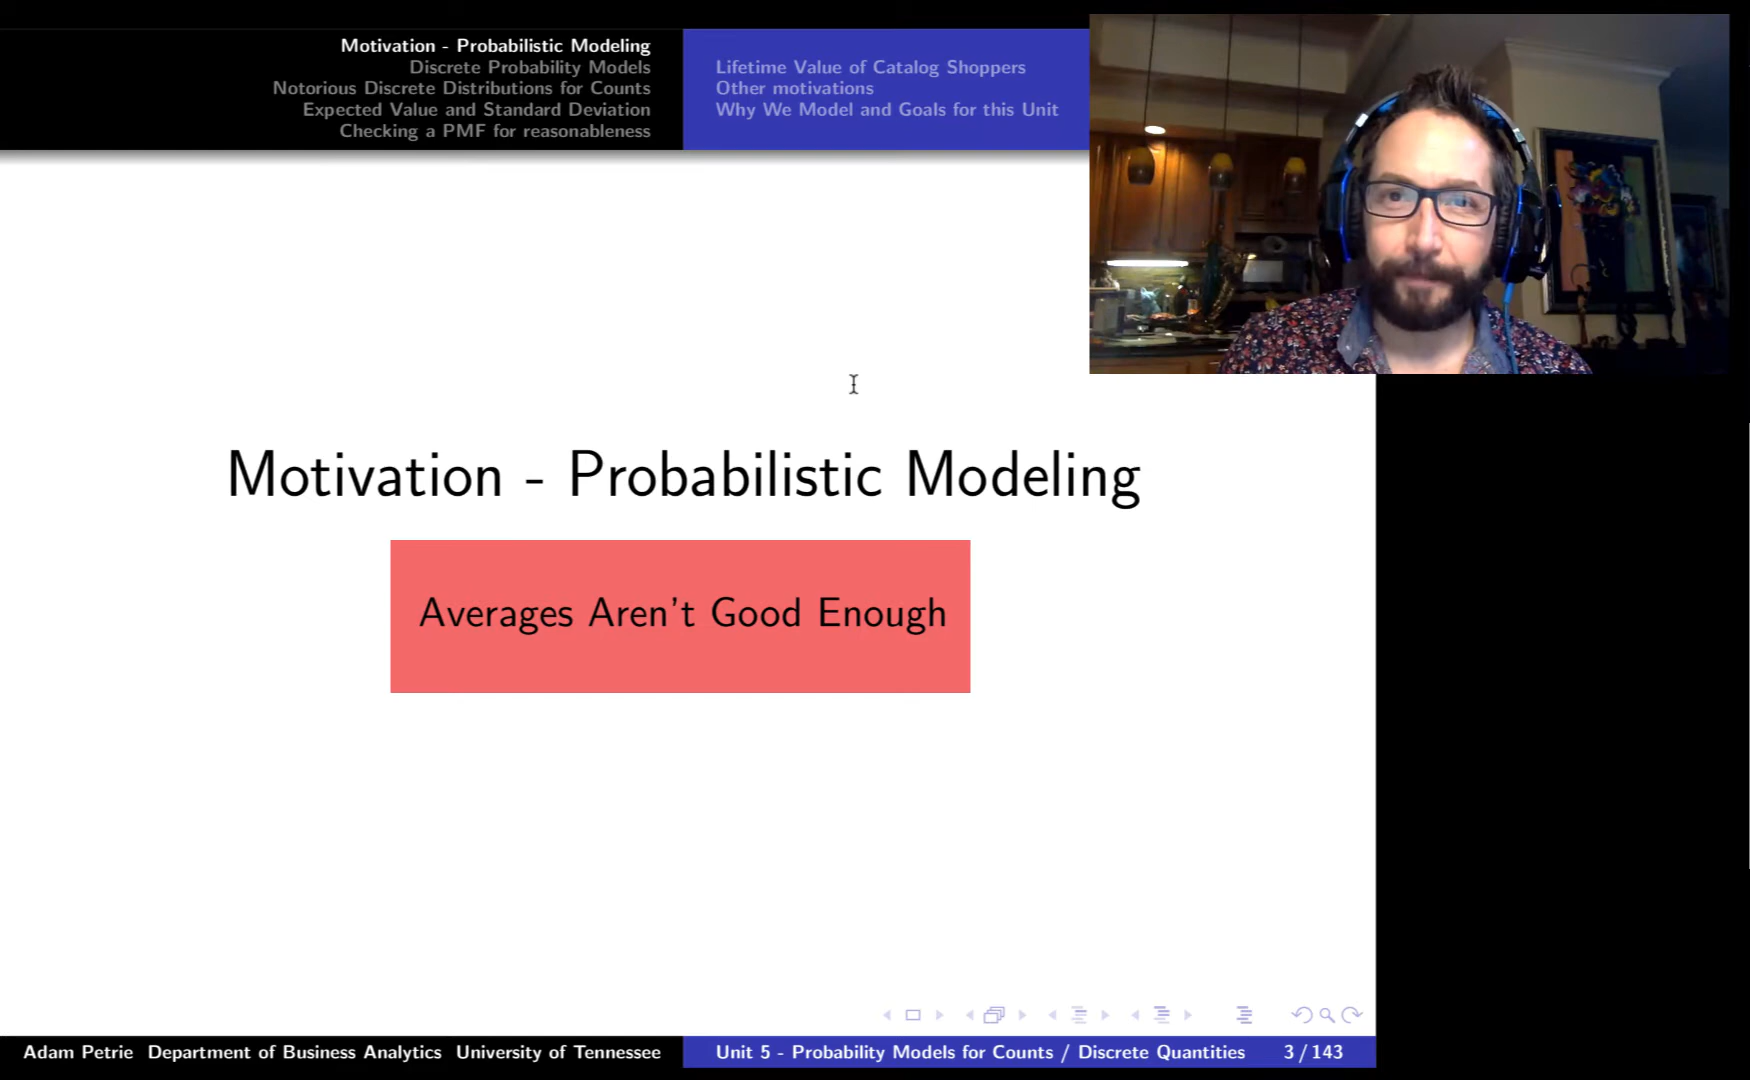 Motivation - Probabilistic Modeling
Discrete Probability Models
Notorious Discrete Distributions for Counts
Expected Value and Standard Deviation
Checking a PMF for reasonableness
Lifetime Value of Catalog Shoppers
Other motivations
Why We Model and Goals for this Unit
Motivation - Probabilistic Modeling
Averages Aren't Good Enough
Adam Petrie Department of Business Analytics University of Tennessee
Unit 5 - Probability Models for Counts / Discrete Quantities 3 / 143